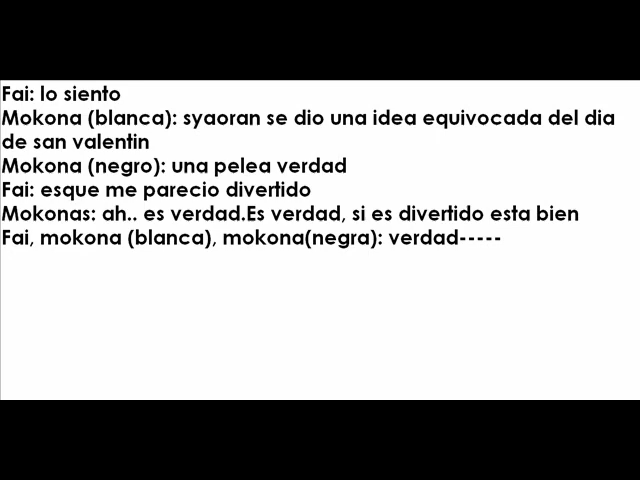 Fai: lo siento
Mokona (blanca): syaoran se dio una idea equivocada del dia
de san valentin
Mokona (negro): una pelea verdad
Fai: esque me parecio divertido
Mokonas: ah.. es verdad.Es verdad, si es divertido esta bien
Fai, mokona (blanca), mokona(negra): verdad-----